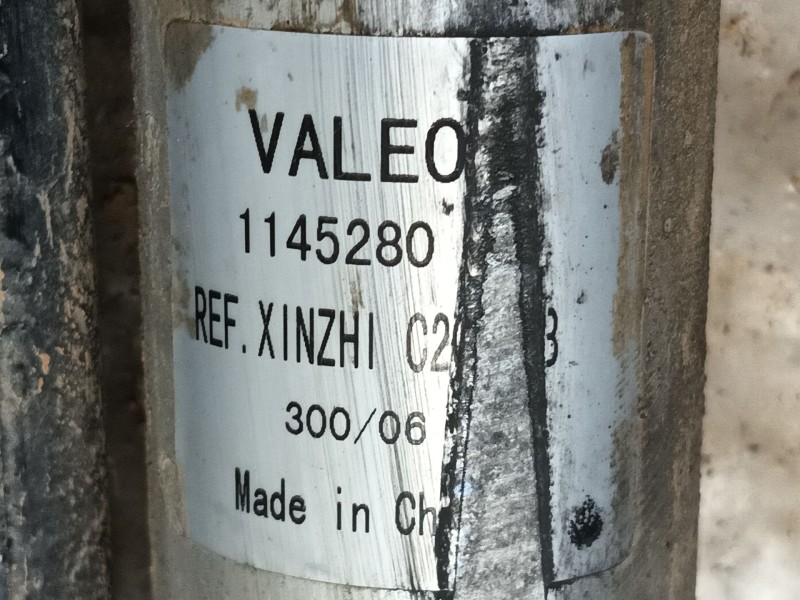 VALEO
1145280
REF.XINZHI
300/06
Made in